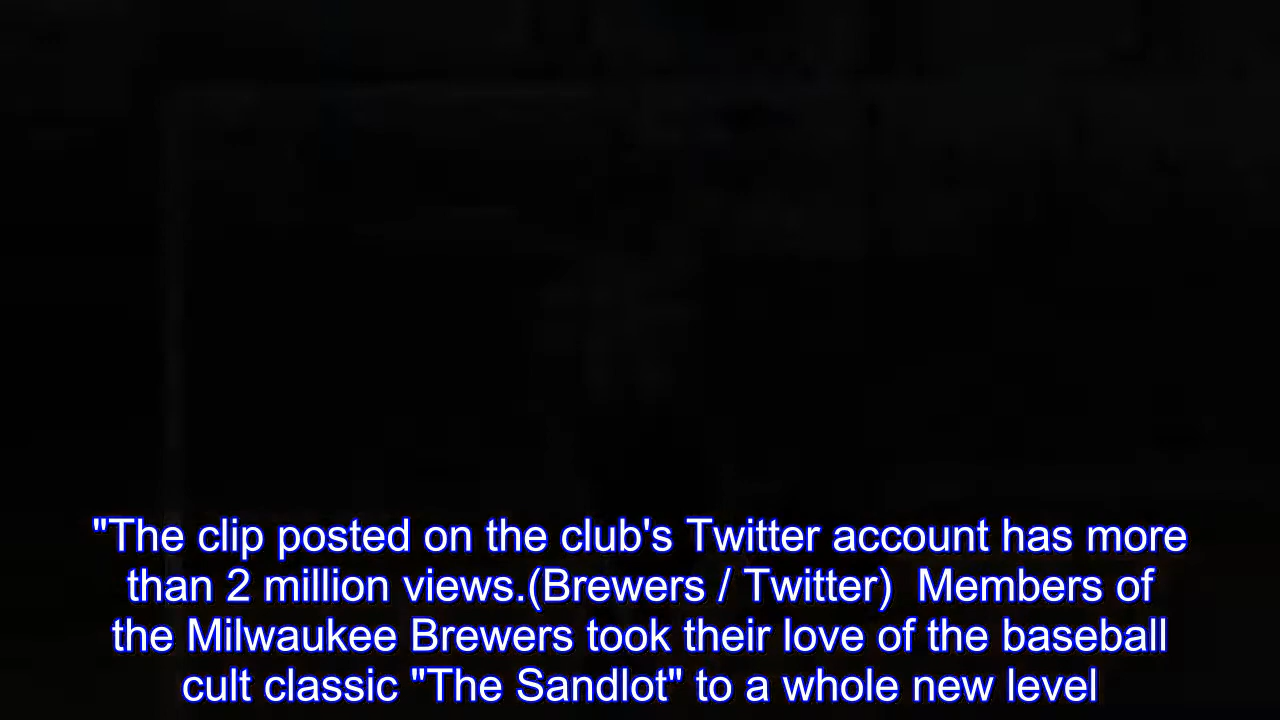 "The clip posted on the club's Twitter account has more
than 2 million views.(Brewers / Twitter)  Members of
the Milwaukee Brewers took their love of the baseball
cult classic "The Sandlot" to a whole new level